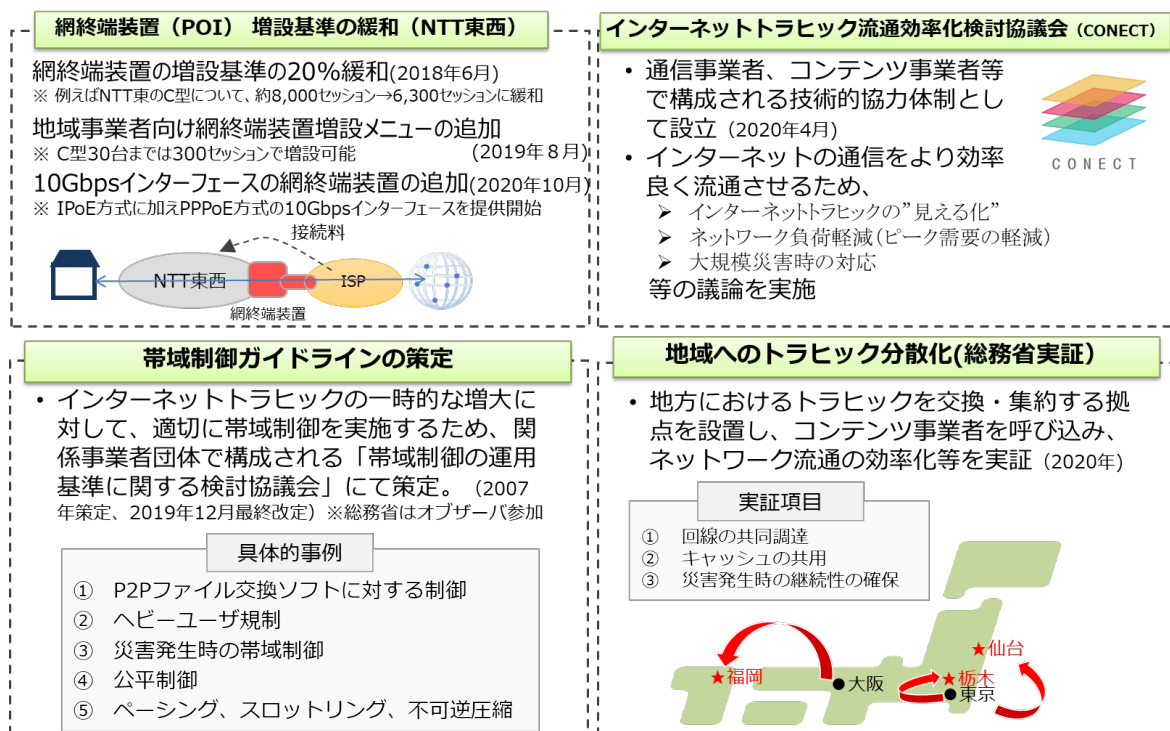 網終端装置（POI） 増設基準の緩和（NTT東西）
網終端装置の増設基準の20%緩和(2018年6月)
※ 例えばNTT東のC型について、約8,000セッション→6,300セッションに緩和
地域事業者向け網終端装置増設メニューの追加
※ C型30台までは300セッションで増設可能 (2019年８月)
10Gbpsインターフェースの網終端装置の追加(2020年10月)
※ IPoE方式に加えPPPoE方式の10Gbpsインターフェースを提供開始
接続料
NTT東西
ISP
網終端装置
インターネットトラヒック流通効率化検討協議会（CONECT）
• 通信事業者、コンテンツ事業者等
で構成される技術的協力体制とし
て設立（2020年4月）
• インターネットの通信をより効率
良く流通させるため、
➢ インターネットトラヒックの”見える化”
➢ ネットワーク負荷軽減（ピーク需要の軽減）
➢ 大規模災害時の対応
等の議論を実施
CONECT
帯域制御ガイドラインの策定
• インターネットトラヒックの一時的な増大に
対して、適切に帯域制御を実施するため、関
係事業者団体で構成される「帯域制御の運用
基準に関する検討協議会」にて策定。（2007
年策定、2019年12月最終改定）※総務省はオブザーバ参加
具体的事例
① P2Pファイル交換ソフトに対する制御
② ヘビーユーザ規制
③ 災害発生時の帯域制御
④ 公平制御
⑤ ペーシング、スロットリング、不可逆圧縮
地域へのトラヒック分散化(総務省実証）
• 地方におけるトラヒックを交換・集約する拠
点を設置し、コンテンツ事業者を呼び込み、
ネットワーク流通の効率化等を実証（2020年）
実証項目
① 回線の共同調達
② キャッシュの共用
③ 災害発生時の継続性の確保
★仙台
★福岡
●大阪
★栃木
●東京